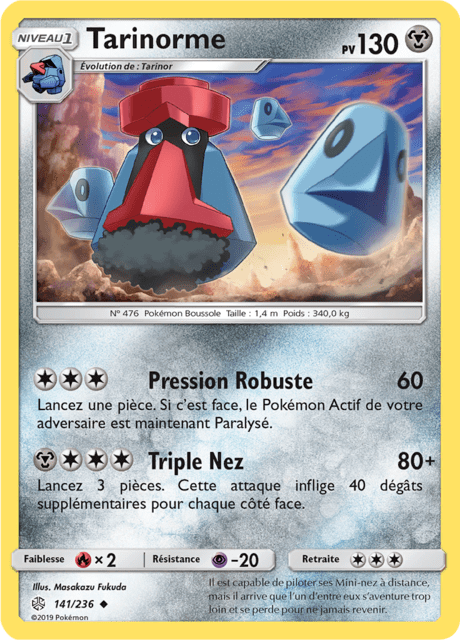 NIVEAU 1
Tarinorme
PV 130
Évolution de : Tarinor
N° 476 Pokémon Boussole Taille : 1,4 m Poids : 340,0 kg
Pression Robuste 60
Lancez une pièce. Si c'est face, le Pokémon Actif de votre
adversaire est maintenant Paralysé.
Triple Nez 80+
Lancez 3 pièces. Cette attaque inflige 40 dégâts
supplémentaires pour chaque côté face.
Faiblesse × 2 Résistance -20 Retraite
Illus. Masakazu Fukuda
141/236
©2019 Pokémon
Il est capable de piloter ses Mini-nez à distance,
mais il arrive que l'un d'entre eux s'aventure trop
loin et se perde pour ne jamais revenir.